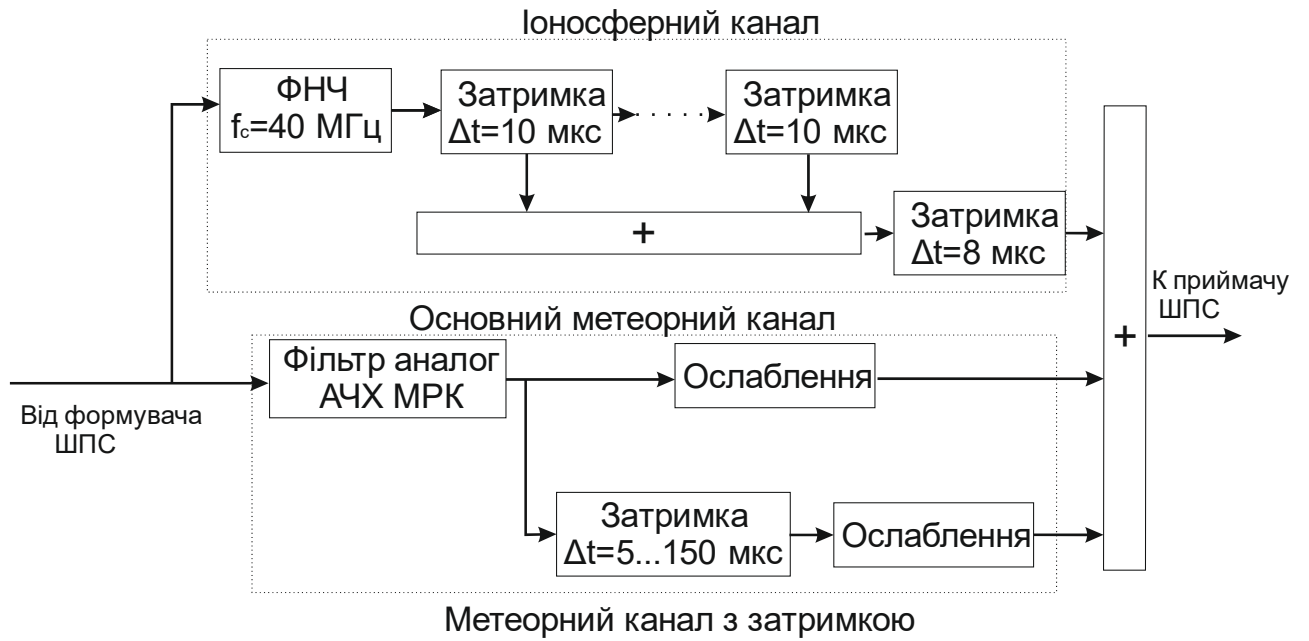 Іоносферний канал
ФНЧ
fc=40 МГц
Затримка
Δt=10 мкс
. . . . .
Затримка
Δt=10 мкс
+
Затримка
Δt=8 мкс
К приймачу
ШПС
+
Основний метеорний канал
Фільтр аналог
АЧХ МРК
Ослаблення
Від формувача
ШПС
Затримка
Δt=5...150 мкс
Ослаблення
Метеорний канал з затримкою